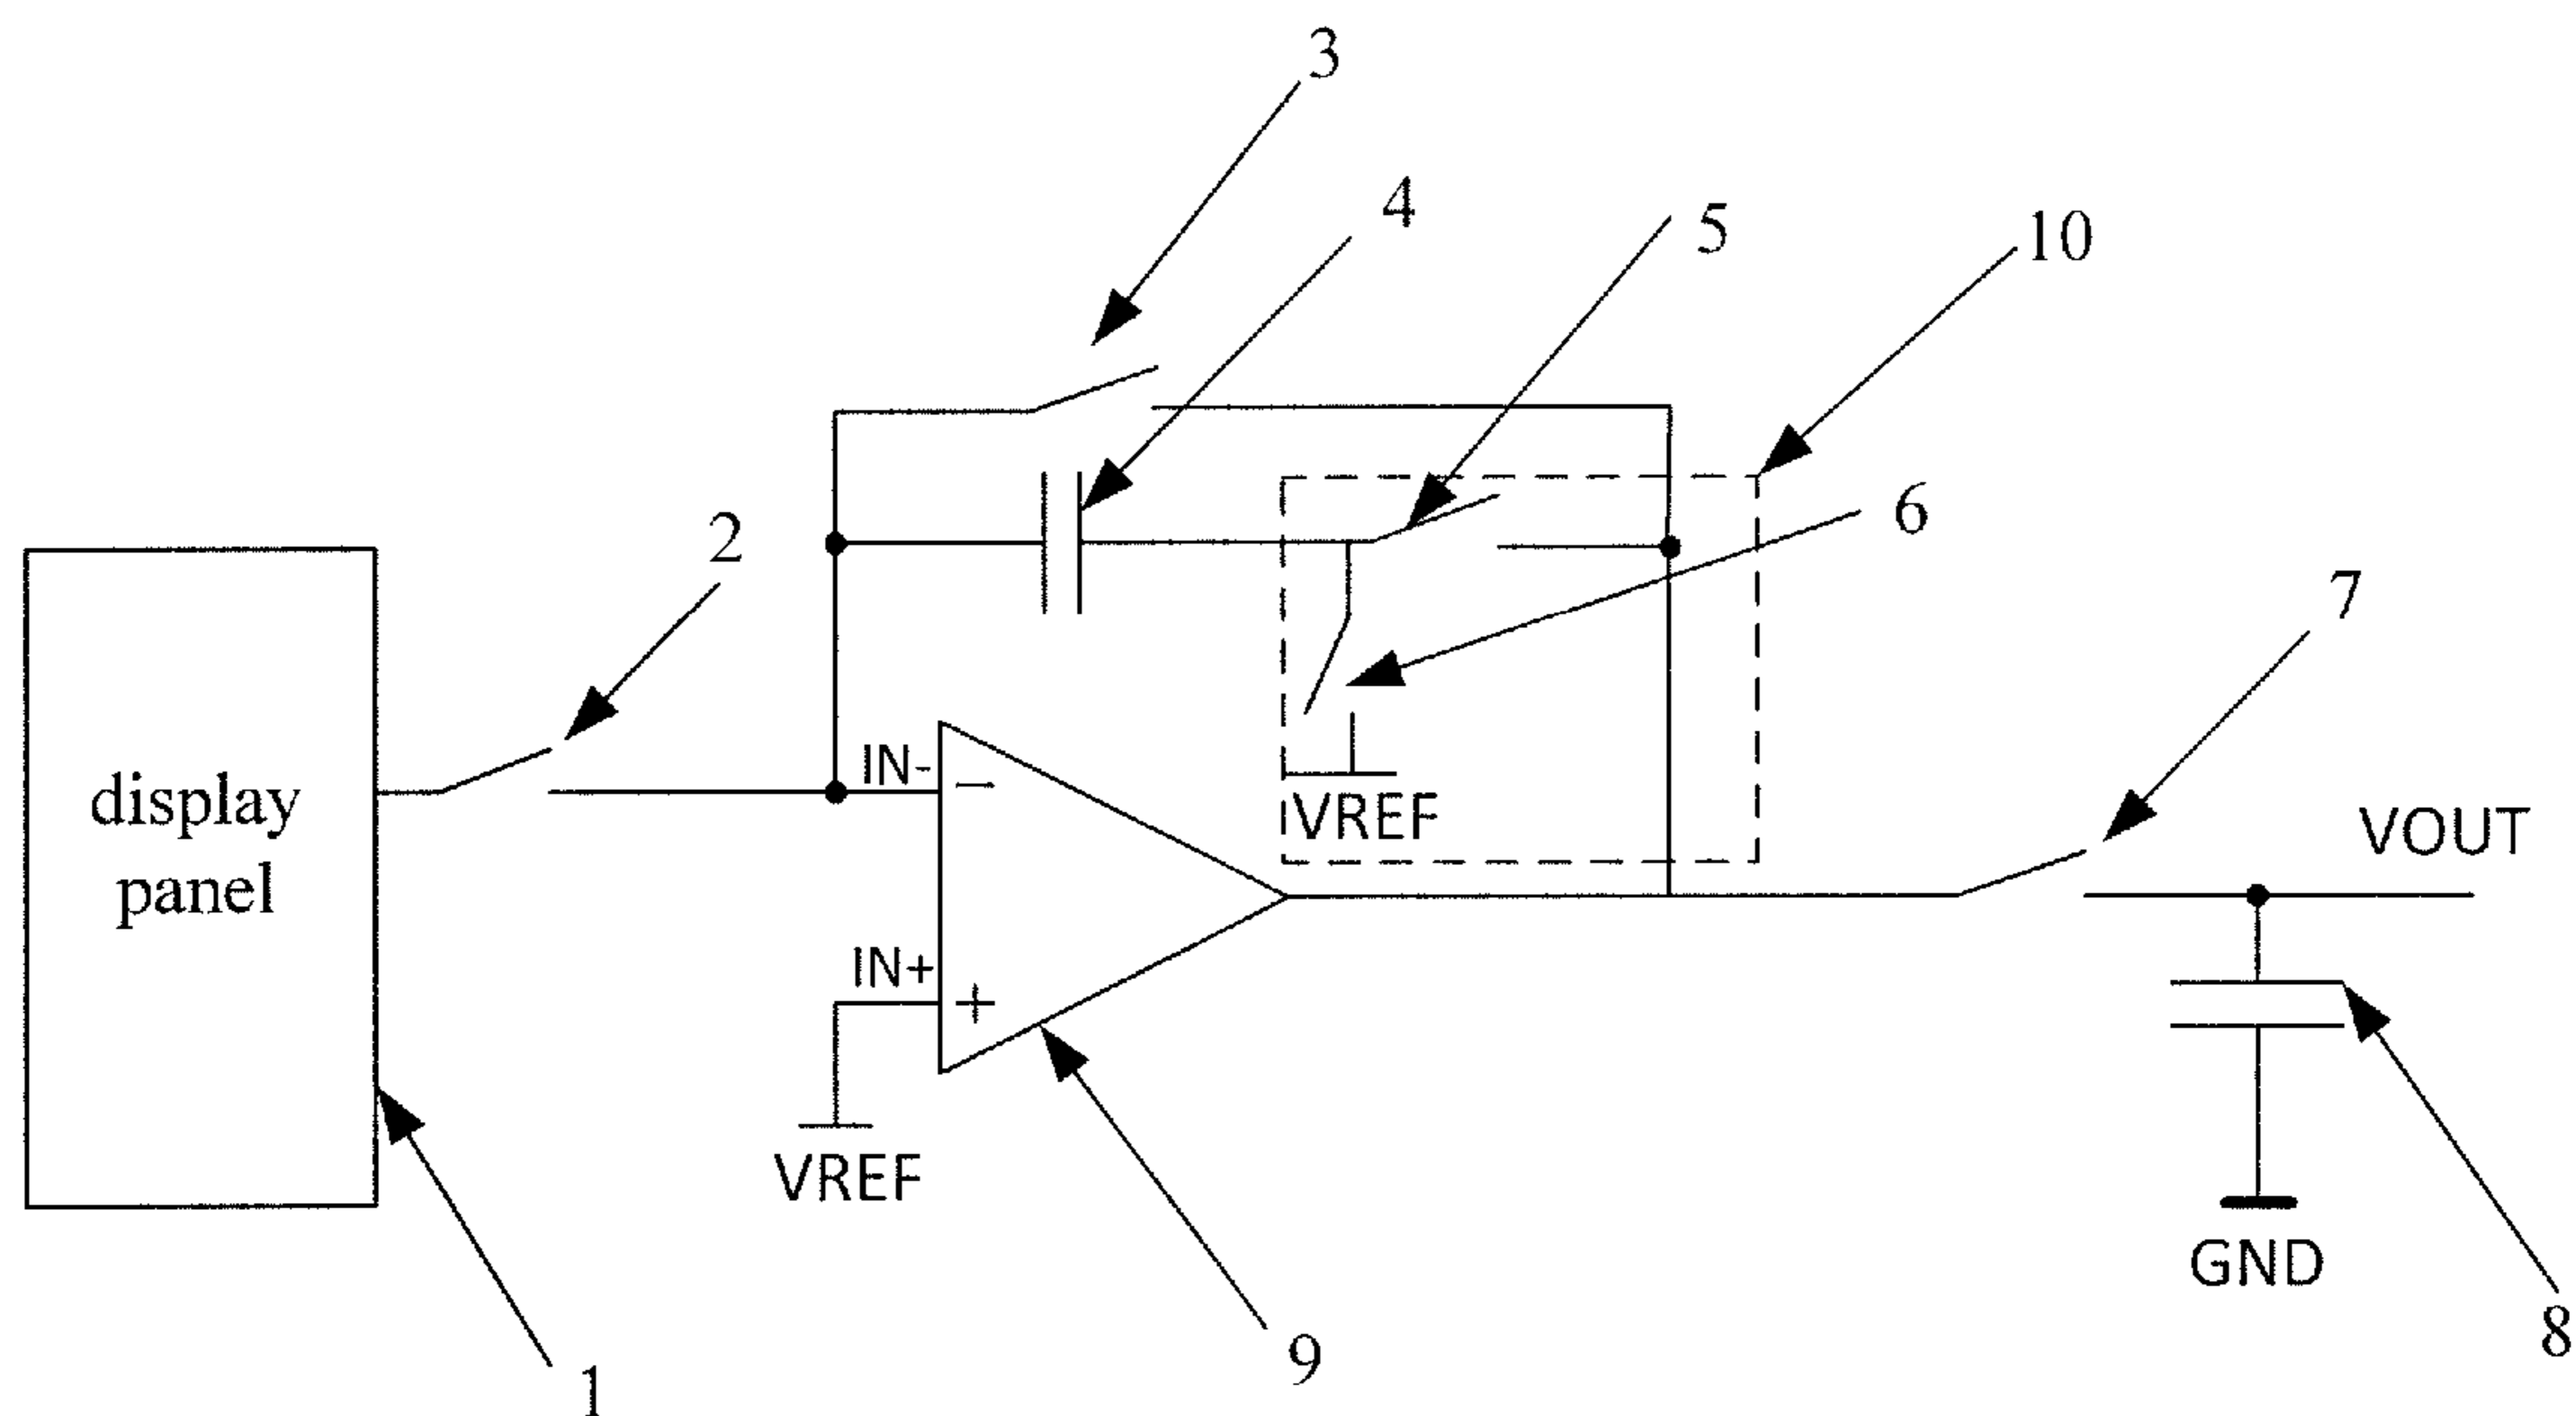 3
4
5
10
6
2
7
display
panel
IN-
−
VREF
VOUT
IN+
+
VREF
GND
8
9
1